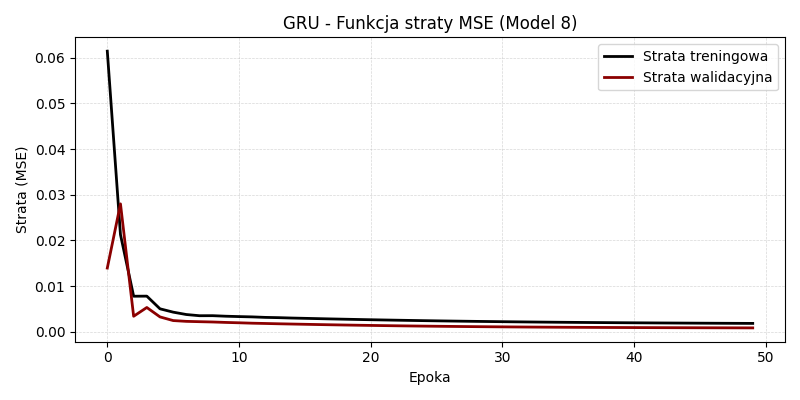 GRU - Funkcja straty MSE (Model 8)
Strata treningowa
Strata walidacyjna
Strata (MSE)
0.06
0.05
0.04
0.03
0.02
0.01
0.00
0 10 20 30 40 50
Epoka